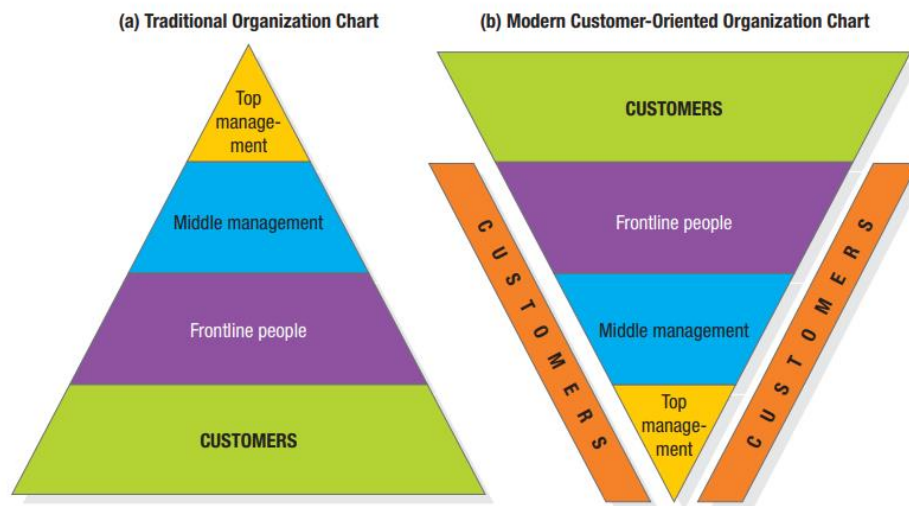 (a) Traditional Organization Chart
Top
manage-
ment
Middle management
Frontline people
CUSTOMERS
(b) Modern Customer-Oriented Organization Chart
CUSTOMERS
Frontline people
Middle management
Top
manage-
ment
CUSTOMERS
CUSTOMERS